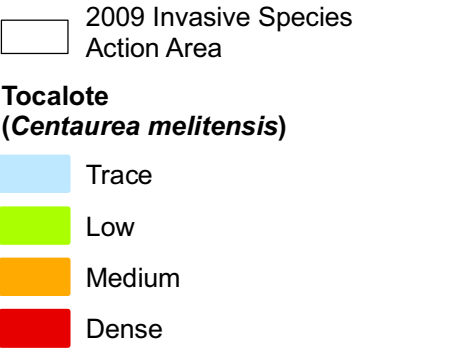 2009 Invasive Species
Action Area
Tocalote
(Centaurea melitensis)
Trace
Low
Medium
Dense